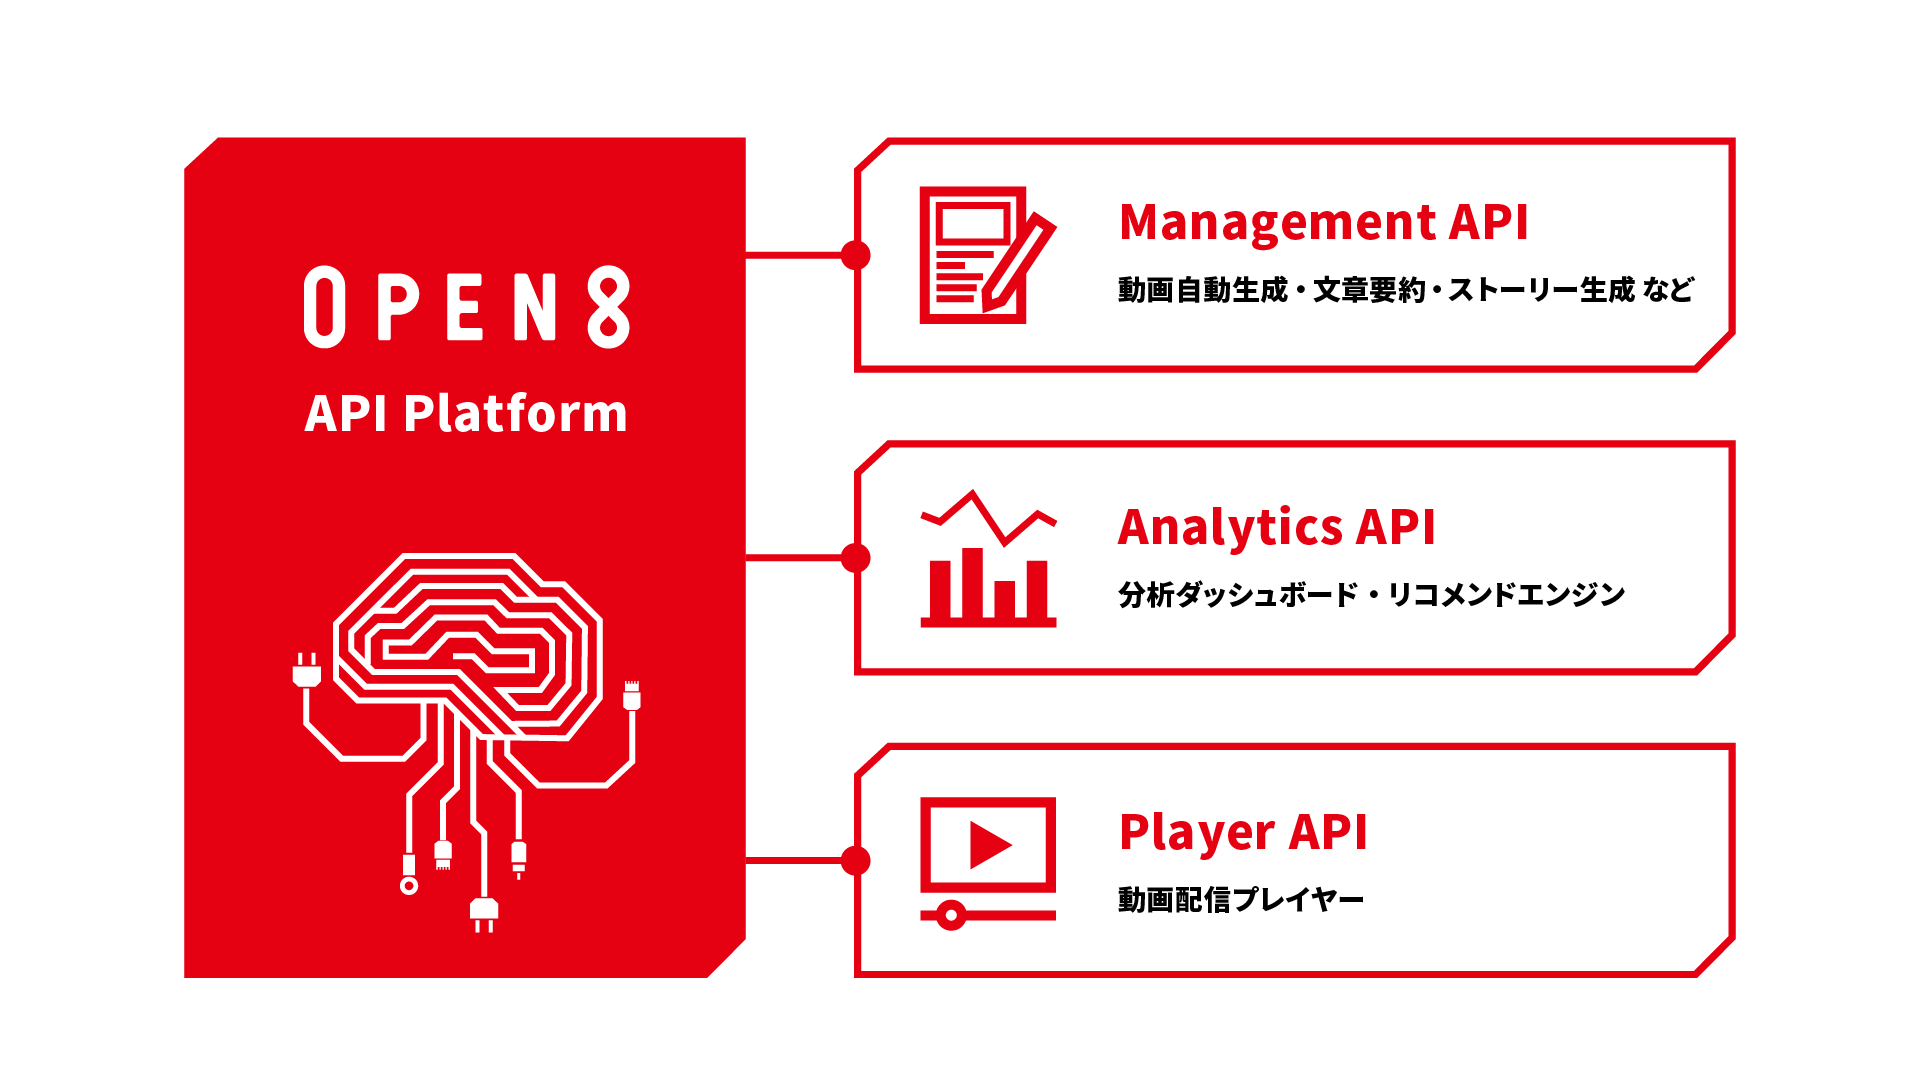 OPEN8
API Platform
Management API
動画自動生成・文章要約・ストーリー生成 など
Analytics API
分析ダッシュボード・リコメンドエンジン
Player API
動画配信プレイヤー